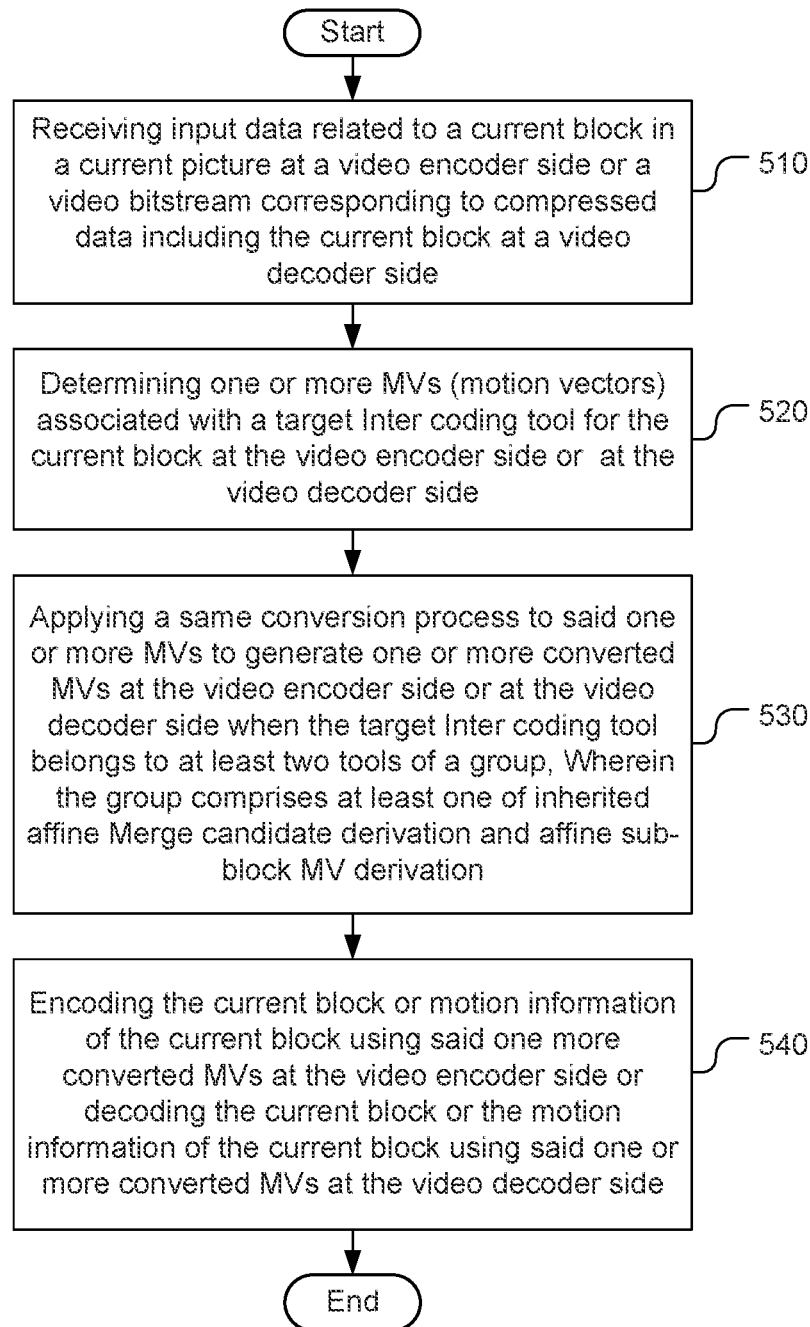 Start
Receiving input data related to a current block in
a current picture at a video encoder side or a
video bitstream corresponding to compressed
data including the current block at a video
decoder side
510
Determining one or more MVs (motion vectors)
associated with a target Inter coding tool for the
current block at the video encoder side or at the
video decoder side
520
Applying a same conversion process to said one
or more MVs to generate one or more converted
MVs at the video encoder side or at the video
decoder side when the target Inter coding tool
belongs to at least two tools of a group, Wherein
the group comprises at least one of inherited
affine Merge candidate derivation and affine sub-
block MV derivation
530
Encoding the current block or motion information
of the current block using said one more
converted MVs at the video encoder side or
decoding the current block or the motion
information of the current block using said one or
more converted MVs at the video decoder side
540
End